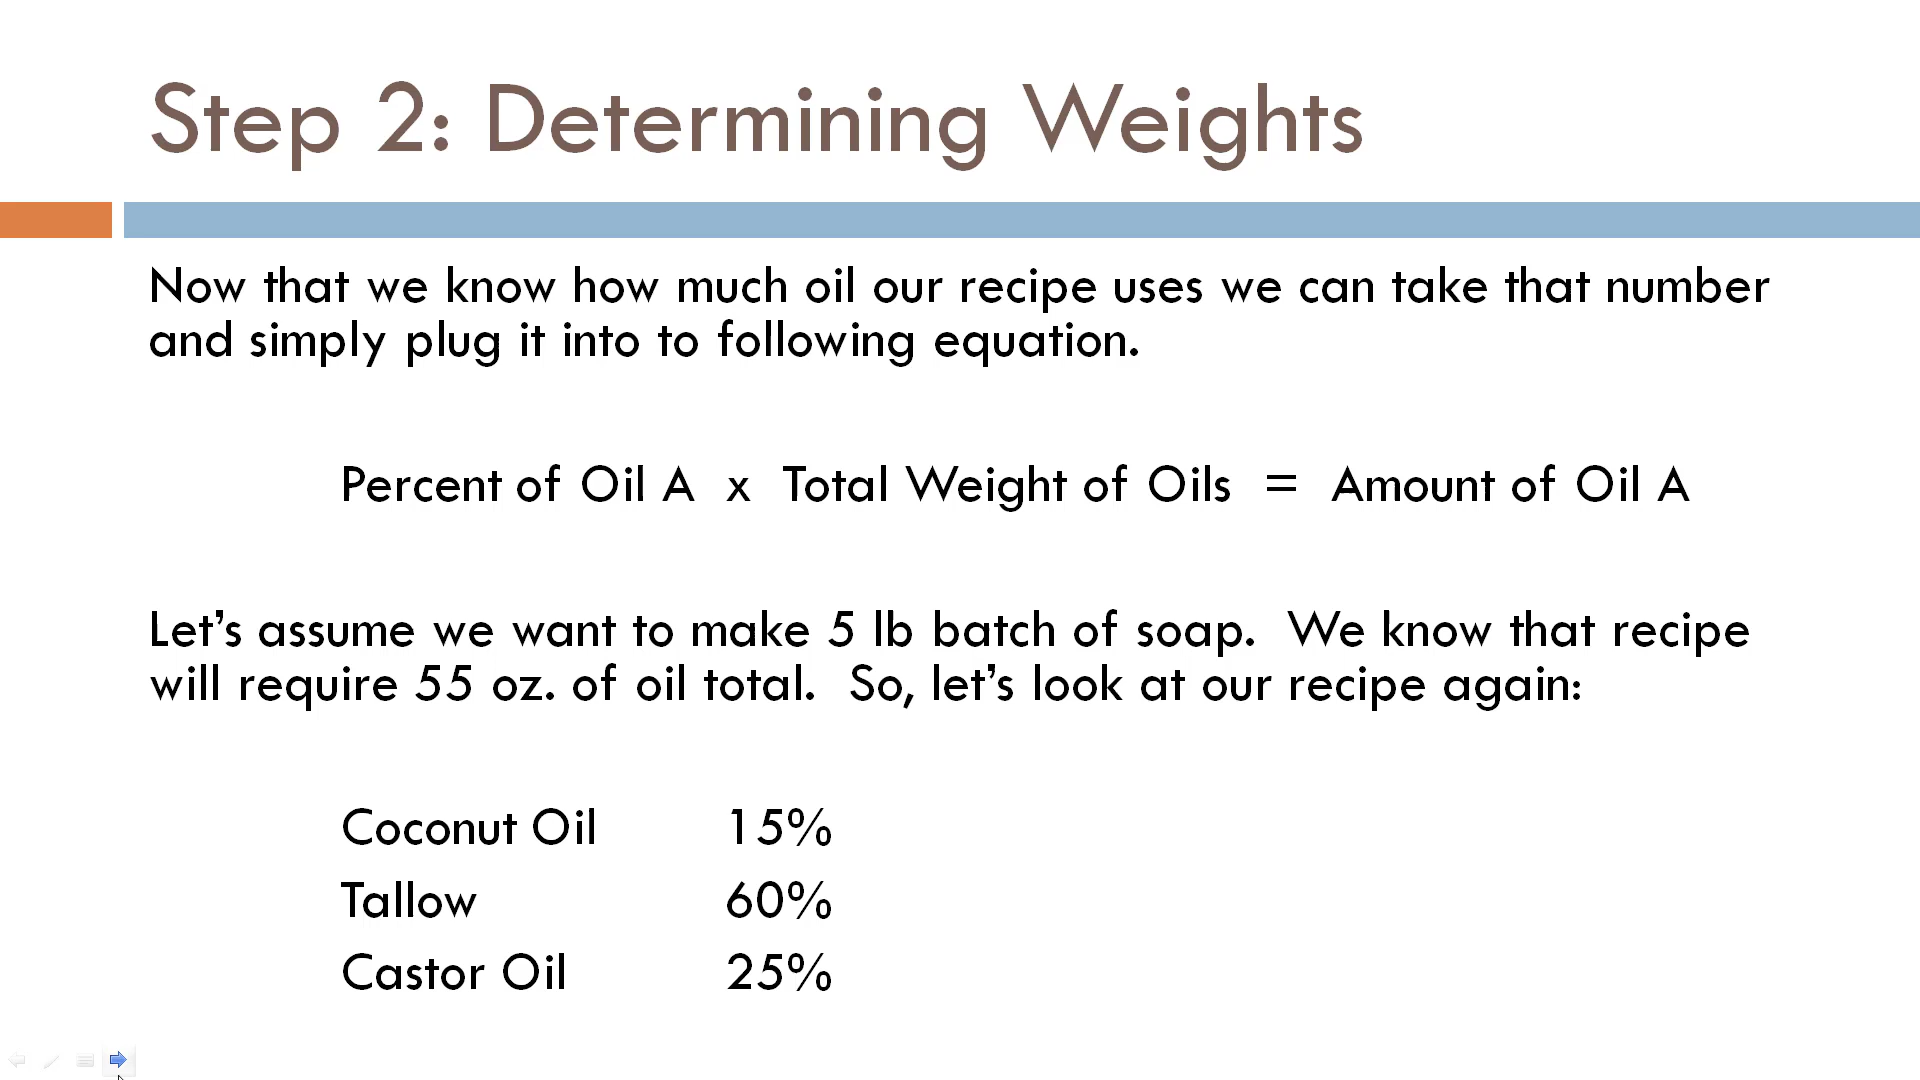 Step 2: Determining Weights
Now that we know how much oil our recipe uses we can take that number
and simply plug it into to following equation.
Percent of Oil A x Total Weight of Oils = Amount of Oil A
Let’s assume we want to make 5 lb batch of soap. We know that recipe
will require 55 oz. of oil total. So, let’s look at our recipe again:
Coconut Oil 15%
Tallow 60%
Castor Oil 25%